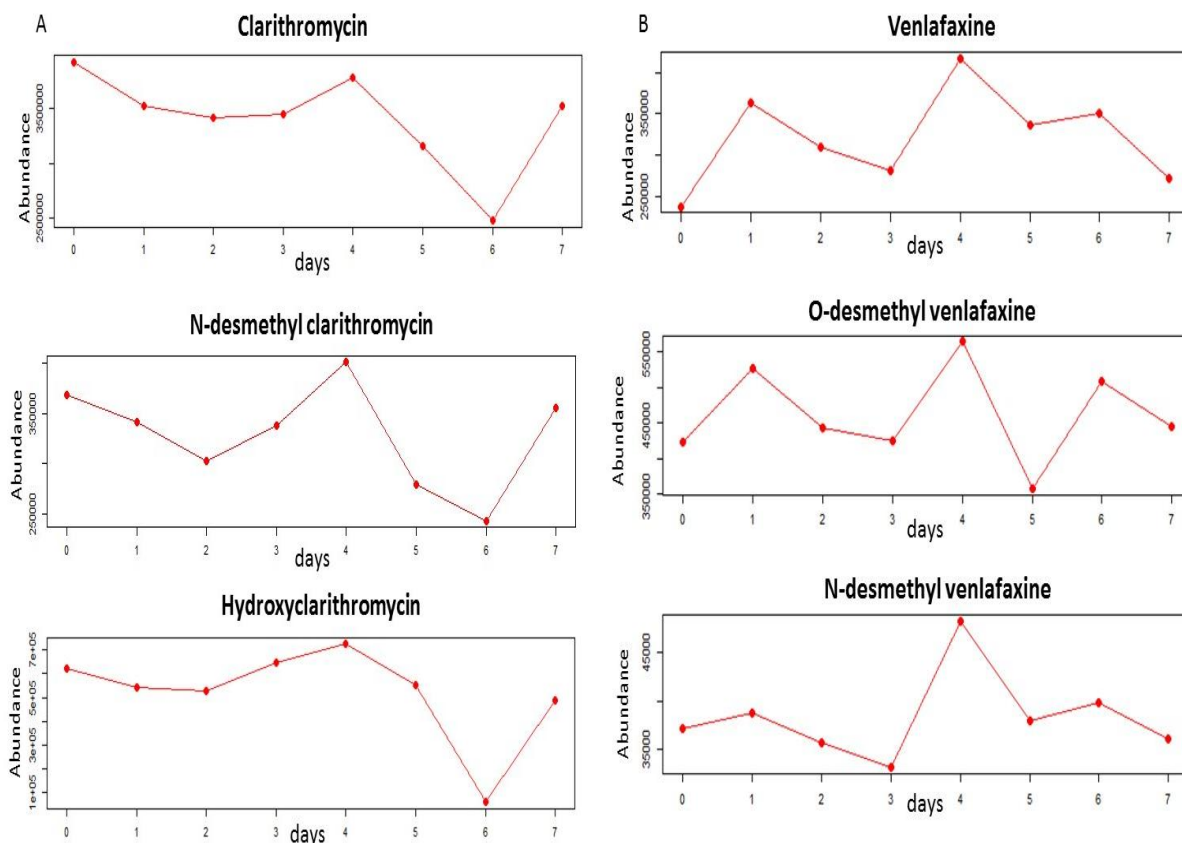 A
Clarithromycin
Abundance
3500000
2500000
0 1 2 3 4 5 6 7
days
N-desmethyl clarithromycin
Abundance
350000
250000
0 1 2 3 4 5 6 7
days
Hydroxyclarithromycin
Abundance
7e+05
5e+05
3e+05
1e+05
0 1 2 3 4 5 6 7
days
B
Venlafaxine
Abundance
350000
250000
0 1 2 3 4 5 6 7
days
O-desmethyl venlafaxine
Abundance
550000
450000
350000
0 1 2 3 4 5 6 7
days
N-desmethyl venlafaxine
Abundance
45000
35000
0 1 2 3 4 5 6 7
days